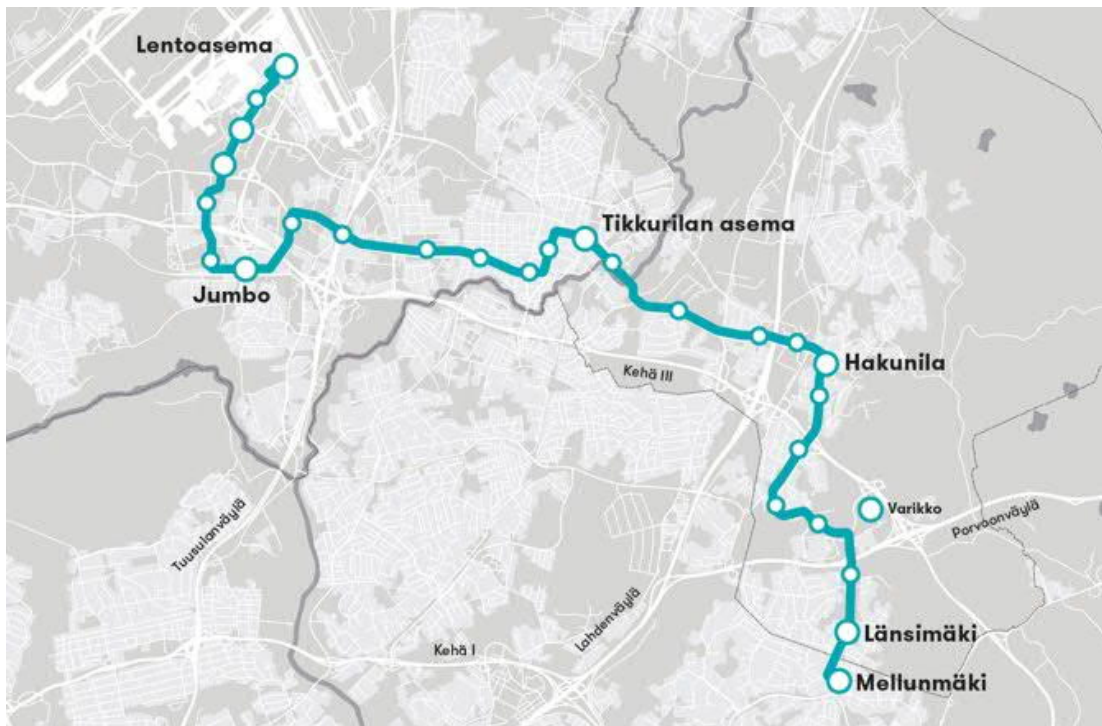 Lentoasema
Tikkurilan asema
Jumbo
Hakunila
Kehä III
Varikko
Porvoonväylä
Tuusulanväylä
Lahdenväylä
Länsimäki
Kehä I
Mellunmäki